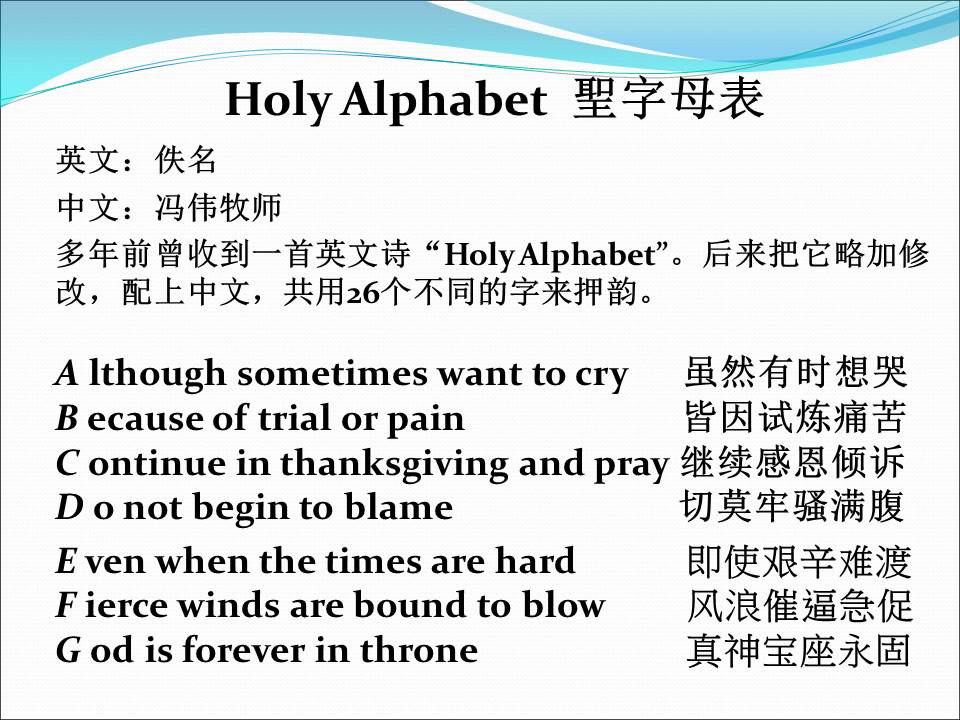 Holy Alphabet 聖字母表
英文：佚名
中文：冯伟牧师
多年前曾收到一首英文诗“Holy Alphabet”。后来把它略加修
改，配上中文，共用26个不同的字来押韵。
A lthough sometimes want to cry 虽然有时想哭
B ecause of trial or pain 皆因试炼痛苦
C ontinue in thanksgiving and pray 继续感恩倾诉
D o not begin to blame 切莫牢骚满腹
E ven when the times are hard 即使艰辛难渡
F ierce winds are bound to blow 风浪催逼急促
G od is forever in throne 真神宝座永固